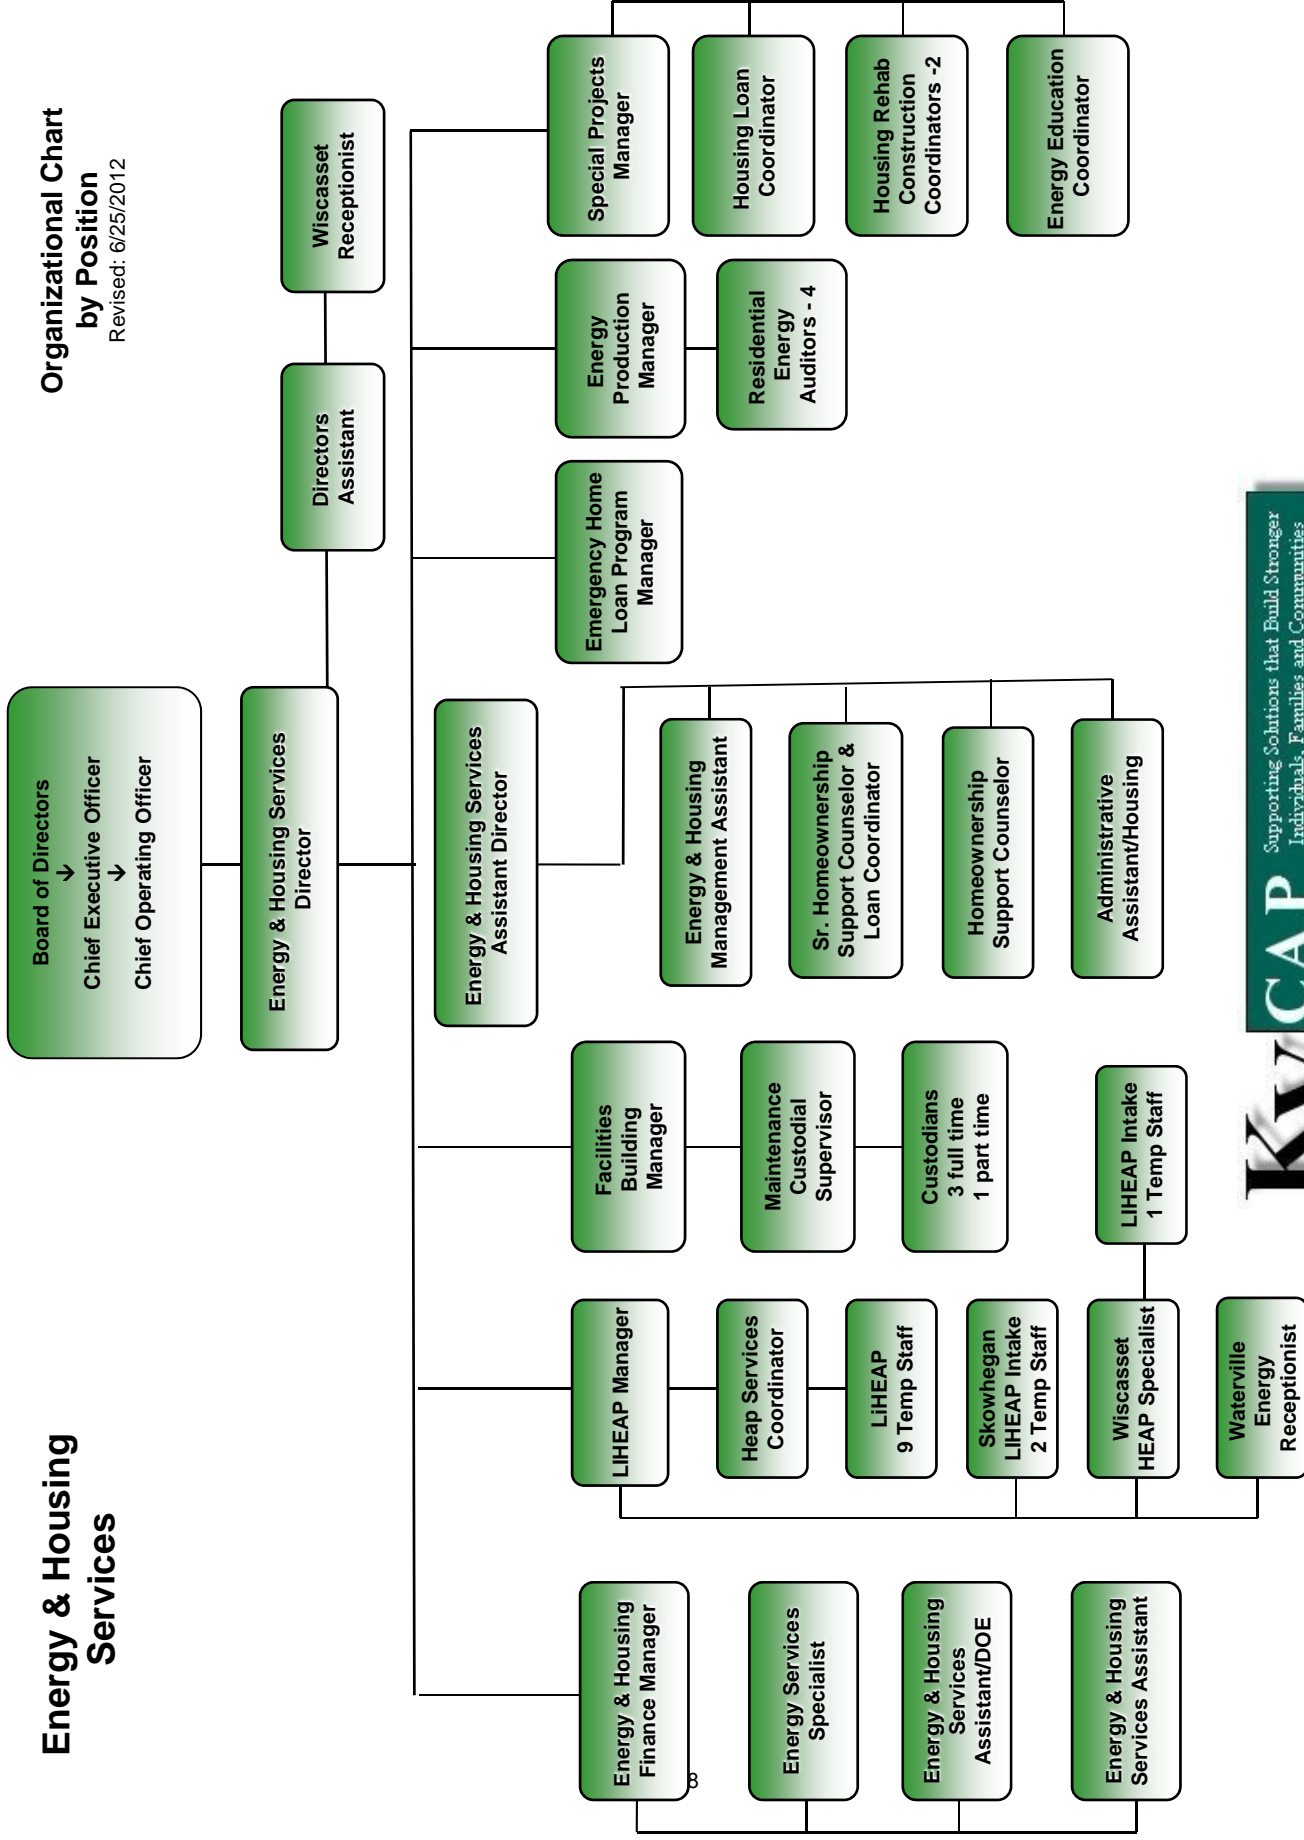 Energy & Housing
Services
Organizational Chart
by Position
Revised: 6/25/2012
Board of Directors
↓
Chief Executive Officer
↓
Chief Operating Officer
Energy & Housing Services
Director
Directors
Assistant
Wiscasset
Receptionist
Energy & Housing Services
Assistant Director
Energy & Housing
Finance Manager
Energy Services
Specialist
Energy & Housing
Services
Assistant/DOE
Energy & Housing
Services Assistant
LIHEAP Manager
Heap Services
Coordinator
LiHEAP
9 Temp Staff
Skowhegan
LIHEAP Intake
2 Temp Staff
Wiscasset
HEAP Specialist
LIHEAP Intake
1 Temp Staff
Waterville
Energy
Receptionist
Facilities
Building
Manager
Maintenance
Custodial
Supervisor
Custodians
3 full time
1 part time
Energy & Housing
Management Assistant
Sr. Homeownership
Support Counselor &
Loan Coordinator
Homeownership
Support Counselor
Administrative
Assistant/Housing
Emergency Home
Loan Program
Manager
Energy
Production
Manager
Residential
Energy
Auditors - 4
Special Projects
Manager
Housing Loan
Coordinator
Housing Rehab
Construction
Coordinators -2
Energy Education
Coordinator
KVCAP
Supporting Solutions that Build Stronger
Individuals, Families and Communities
8